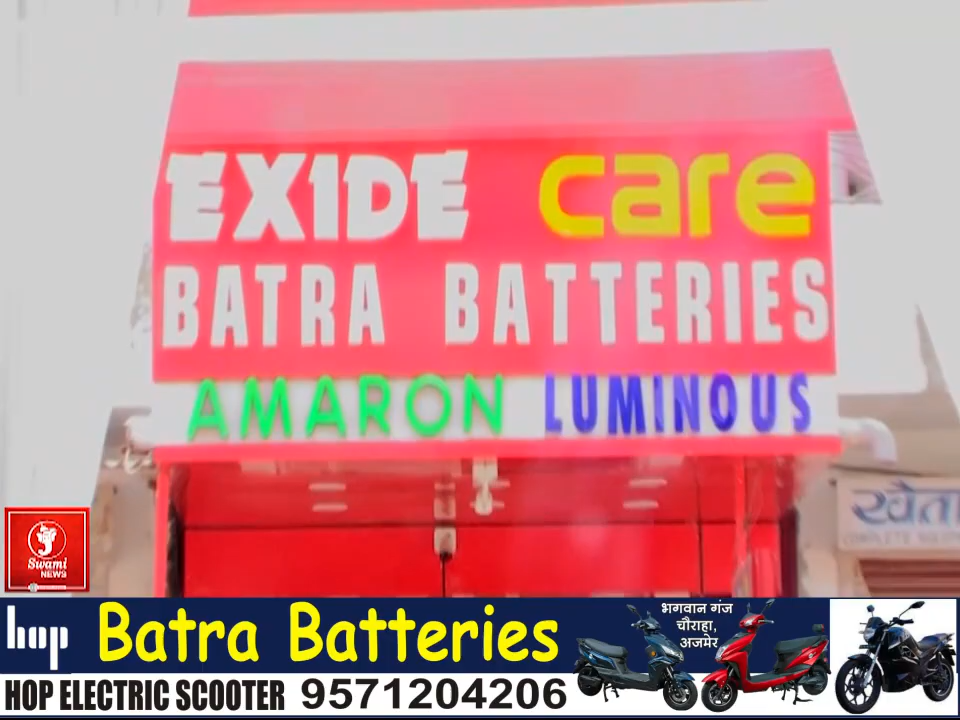 EXIDE care
BATRA BATTERIES
AMARON LUMINOUS
Swami
NEWS
hop Batra Batteries
भगवान गंज
चौराहा,
अजमेर
HOP ELECTRIC SCOOTER 9571204206